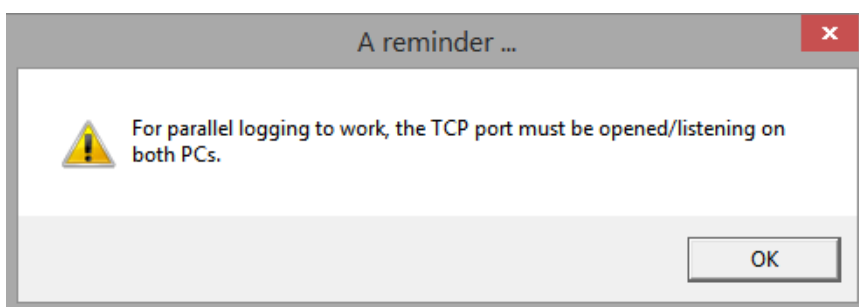 A reminder ...
For parallel logging to work, the TCP port must be opened/listening on
both PCs.
OK